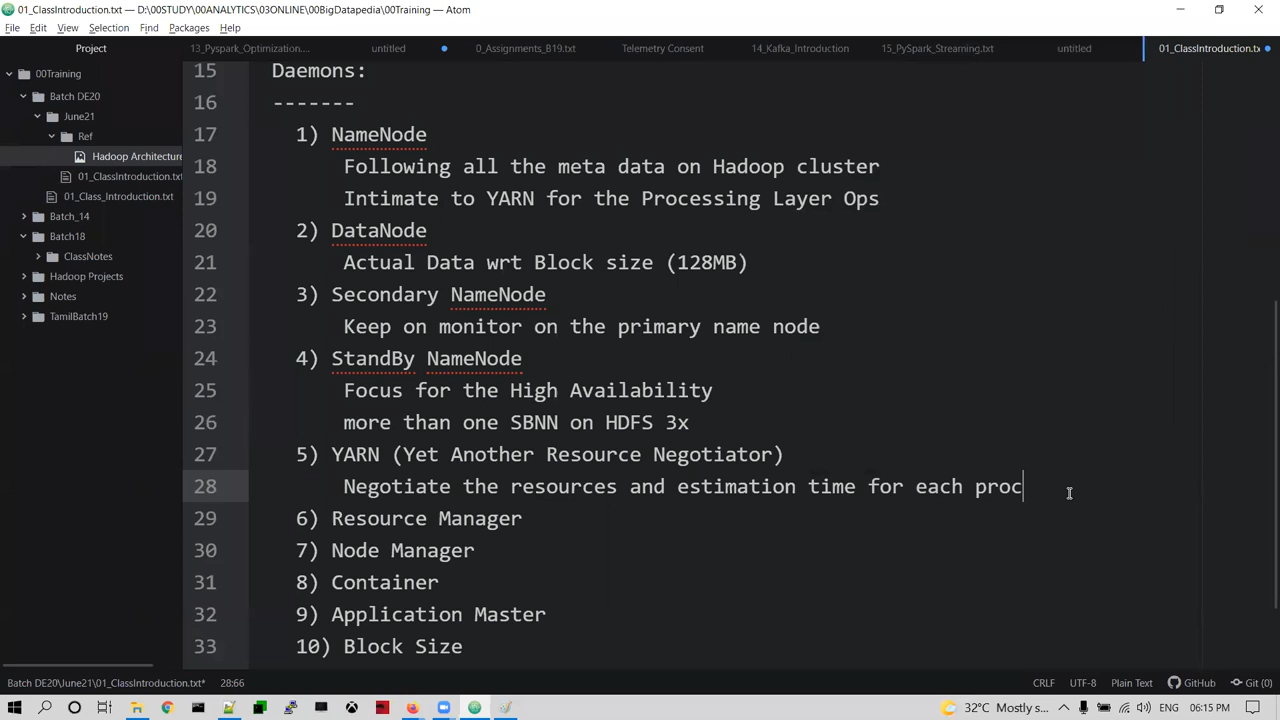 01_ClassIntroduction.txt — D:\00STUDY\00ANALYTICS\03ONLINE\00BigDatapedia\00Training — Atom
File Edit View Selection Find Packages Help
Project
13_Pyspark_Optimization.... untitled 0_Assignments_B19.txt Telemetry Consent 14_Kafka_Introduction 15_PySpark_Streaming.txt untitled 01_ClassIntroduction.tx
00Training
Batch DE20
June21
Ref
Hadoop Architecture
01_ClassIntroduction.txt
01_Class_Introduction.txt
Batch_14
Batch18
ClassNotes
Hadoop Projects
Notes
TamilBatch19
15 Daemons:
16 -------
17 1) NameNode
18 Following all the meta data on Hadoop cluster
19 Intimate to YARN for the Processing Layer Ops
20 2) DataNode
21 Actual Data wrt Block size (128MB)
22 3) Secondary NameNode
23 Keep on monitor on the primary name node
24 4) StandBy NameNode
25 Focus for the High Availability
26 more than one SBNN on HDFS 3x
27 5) YARN (Yet Another Resource Negotiator)
28 Negotiate the resources and estimation time for each proc
29 6) Resource Manager
30 7) Node Manager
31 8) Container
32 9) Application Master
33 10) Block Size
Batch DE20\June21\01_ClassIntroduction.txt* 28:66 CRLF UTF-8 Plain Text GitHub Git (0)
32°C Mostly s... 06:15 PM